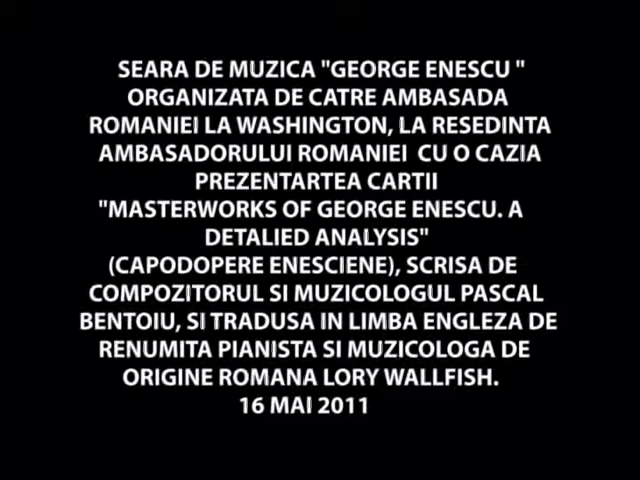 SEARA DE MUZICA "GEORGE ENESCU "
ORGANIZATA DE CATRE AMBASADA
ROMANIEI LA WASHINGTON, LA RESEDINTA
AMBASADORULUI ROMANIEI  CU O CAZIA
PREZENTARTEA CARTII
"MASTERWORKS OF GEORGE ENESCU. A
DETALIED ANALYSIS"
(CAPODOPERE ENESCIENE), SCRISA DE
COMPOZITORUL SI MUZICOLOGUL PASCAL
BENTOIU, SI TRADUSA IN LIMBA ENGLEZA DE
RENUMITA PIANISTA SI MUZICOLOGA DE
ORIGINE ROMANA LORY WALLFISH.
16 MAI 2011